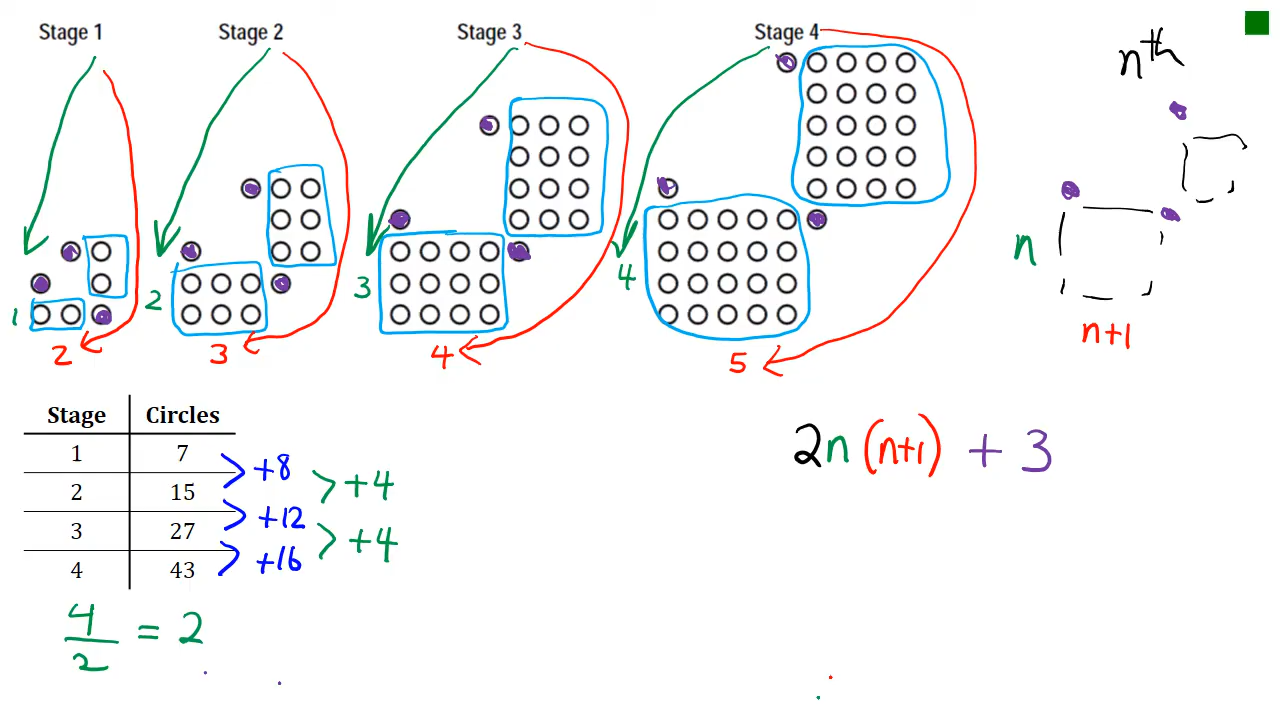 Stage 1 Stage 2 Stage 3 Stage 4
nth
1 2 3 4 n
2 3 4 5 n+1
Stage Circles
1 7
+8
+4
2 15
+12
3 27
+4
+16
4 43
2n(n+1) + 3
4/2 = 2